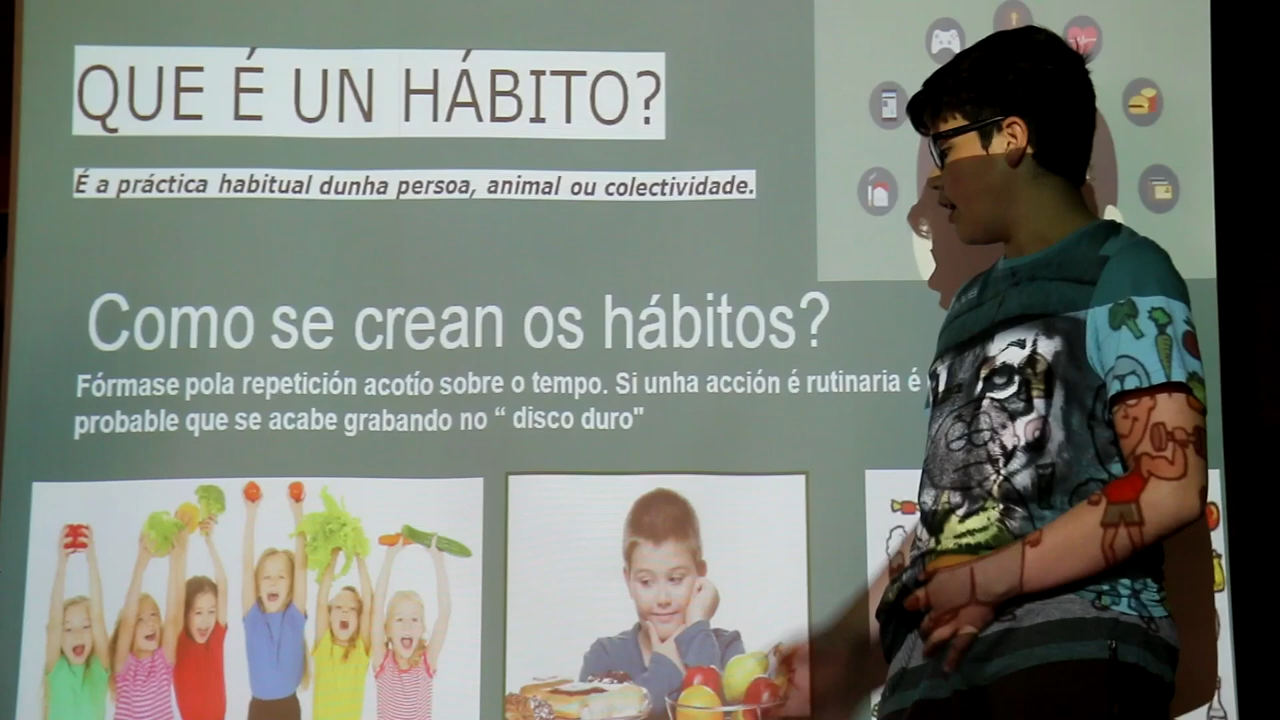 QUE É UN HÁBITO?
É a práctica habitual dunha persoa, animal ou colectividade.
Como se crean os hábitos?
Fórmase pola repetición acotío sobre o tempo. Si unha acción é rutinaria é
probable que se acabe grabando no “ disco duro"